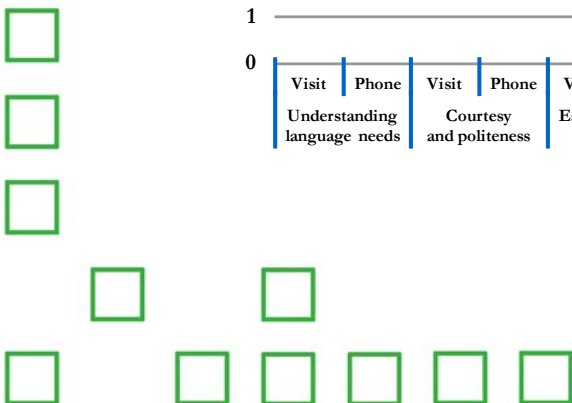 1
0
Visit Phone Visit Phone
Understanding language needs
Courtesy and politeness